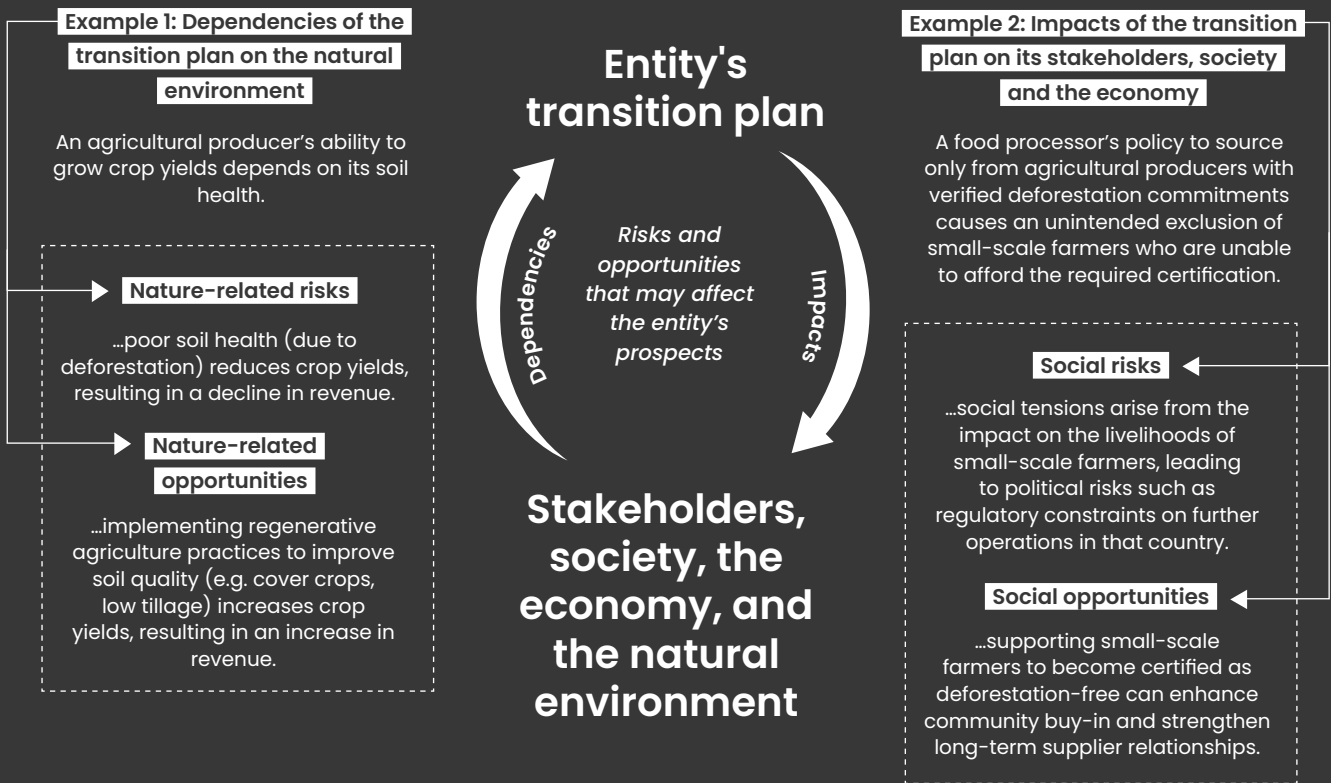 Example 1: Dependencies of the
transition plan on the natural
environment
An agricultural producer’s ability to
grow crop yields depends on its soil
health.
Nature-related risks
…poor soil health (due to
deforestation) reduces crop yields,
resulting in a decline in revenue.
Nature-related
opportunities
…implementing regenerative
agriculture practices to improve
soil quality (e.g. cover crops,
low tillage) increases crop
yields, resulting in an increase in
revenue.
Entity's
transition plan
Dependencies
Risks and
opportunities
that may affect
the entity’s
prospects
Impacts
Stakeholders,
society, the
economy, and
the natural
environment
Example 2: Impacts of the transition
plan on its stakeholders, society
and the economy
A food processor’s policy to source
only from agricultural producers with
verified deforestation commitments
causes an unintended exclusion of
small-scale farmers who are unable
to afford the required certification.
Social risks
…social tensions arise from the
impact on the livelihoods of
small-scale farmers, leading
to political risks such as
regulatory constraints on further
operations in that country.
Social opportunities
…supporting small-scale
farmers to become certified as
deforestation-free can enhance
community buy-in and strengthen
long-term supplier relationships.